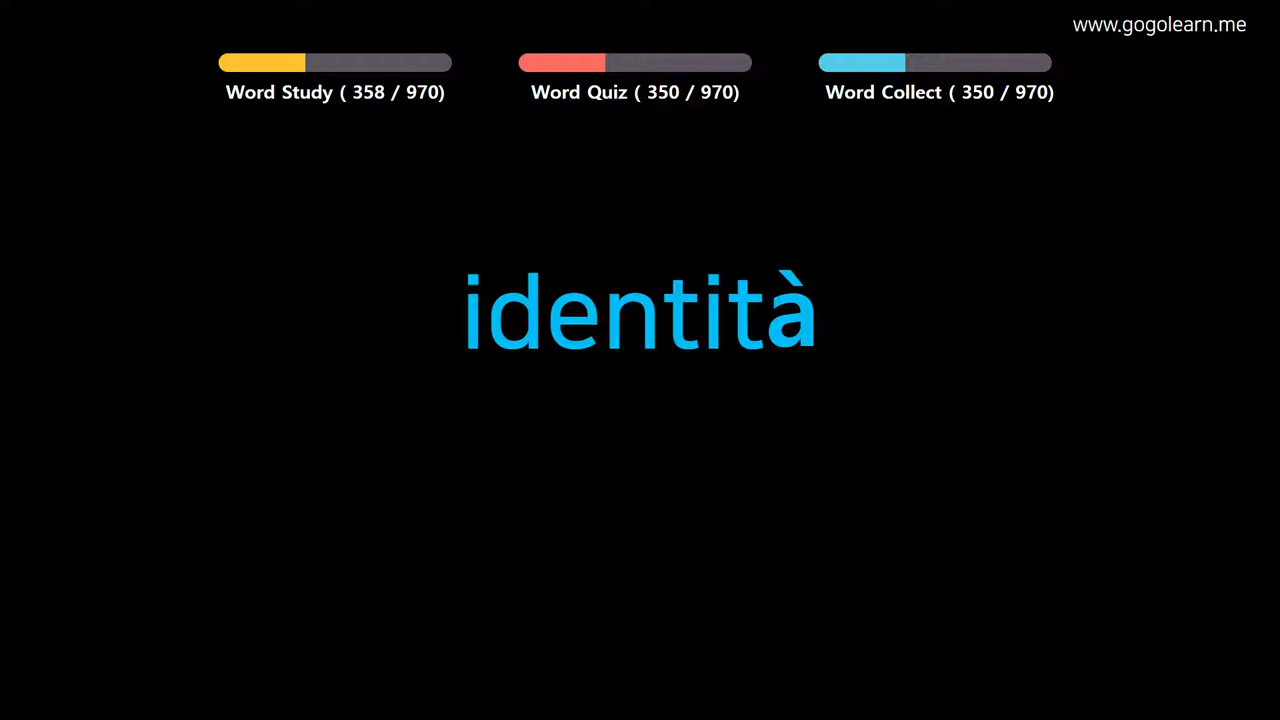 www.gogolearn.me
Word Study ( 358 / 970)
Word Quiz ( 350 / 970)
Word Collect ( 350 / 970)
identità